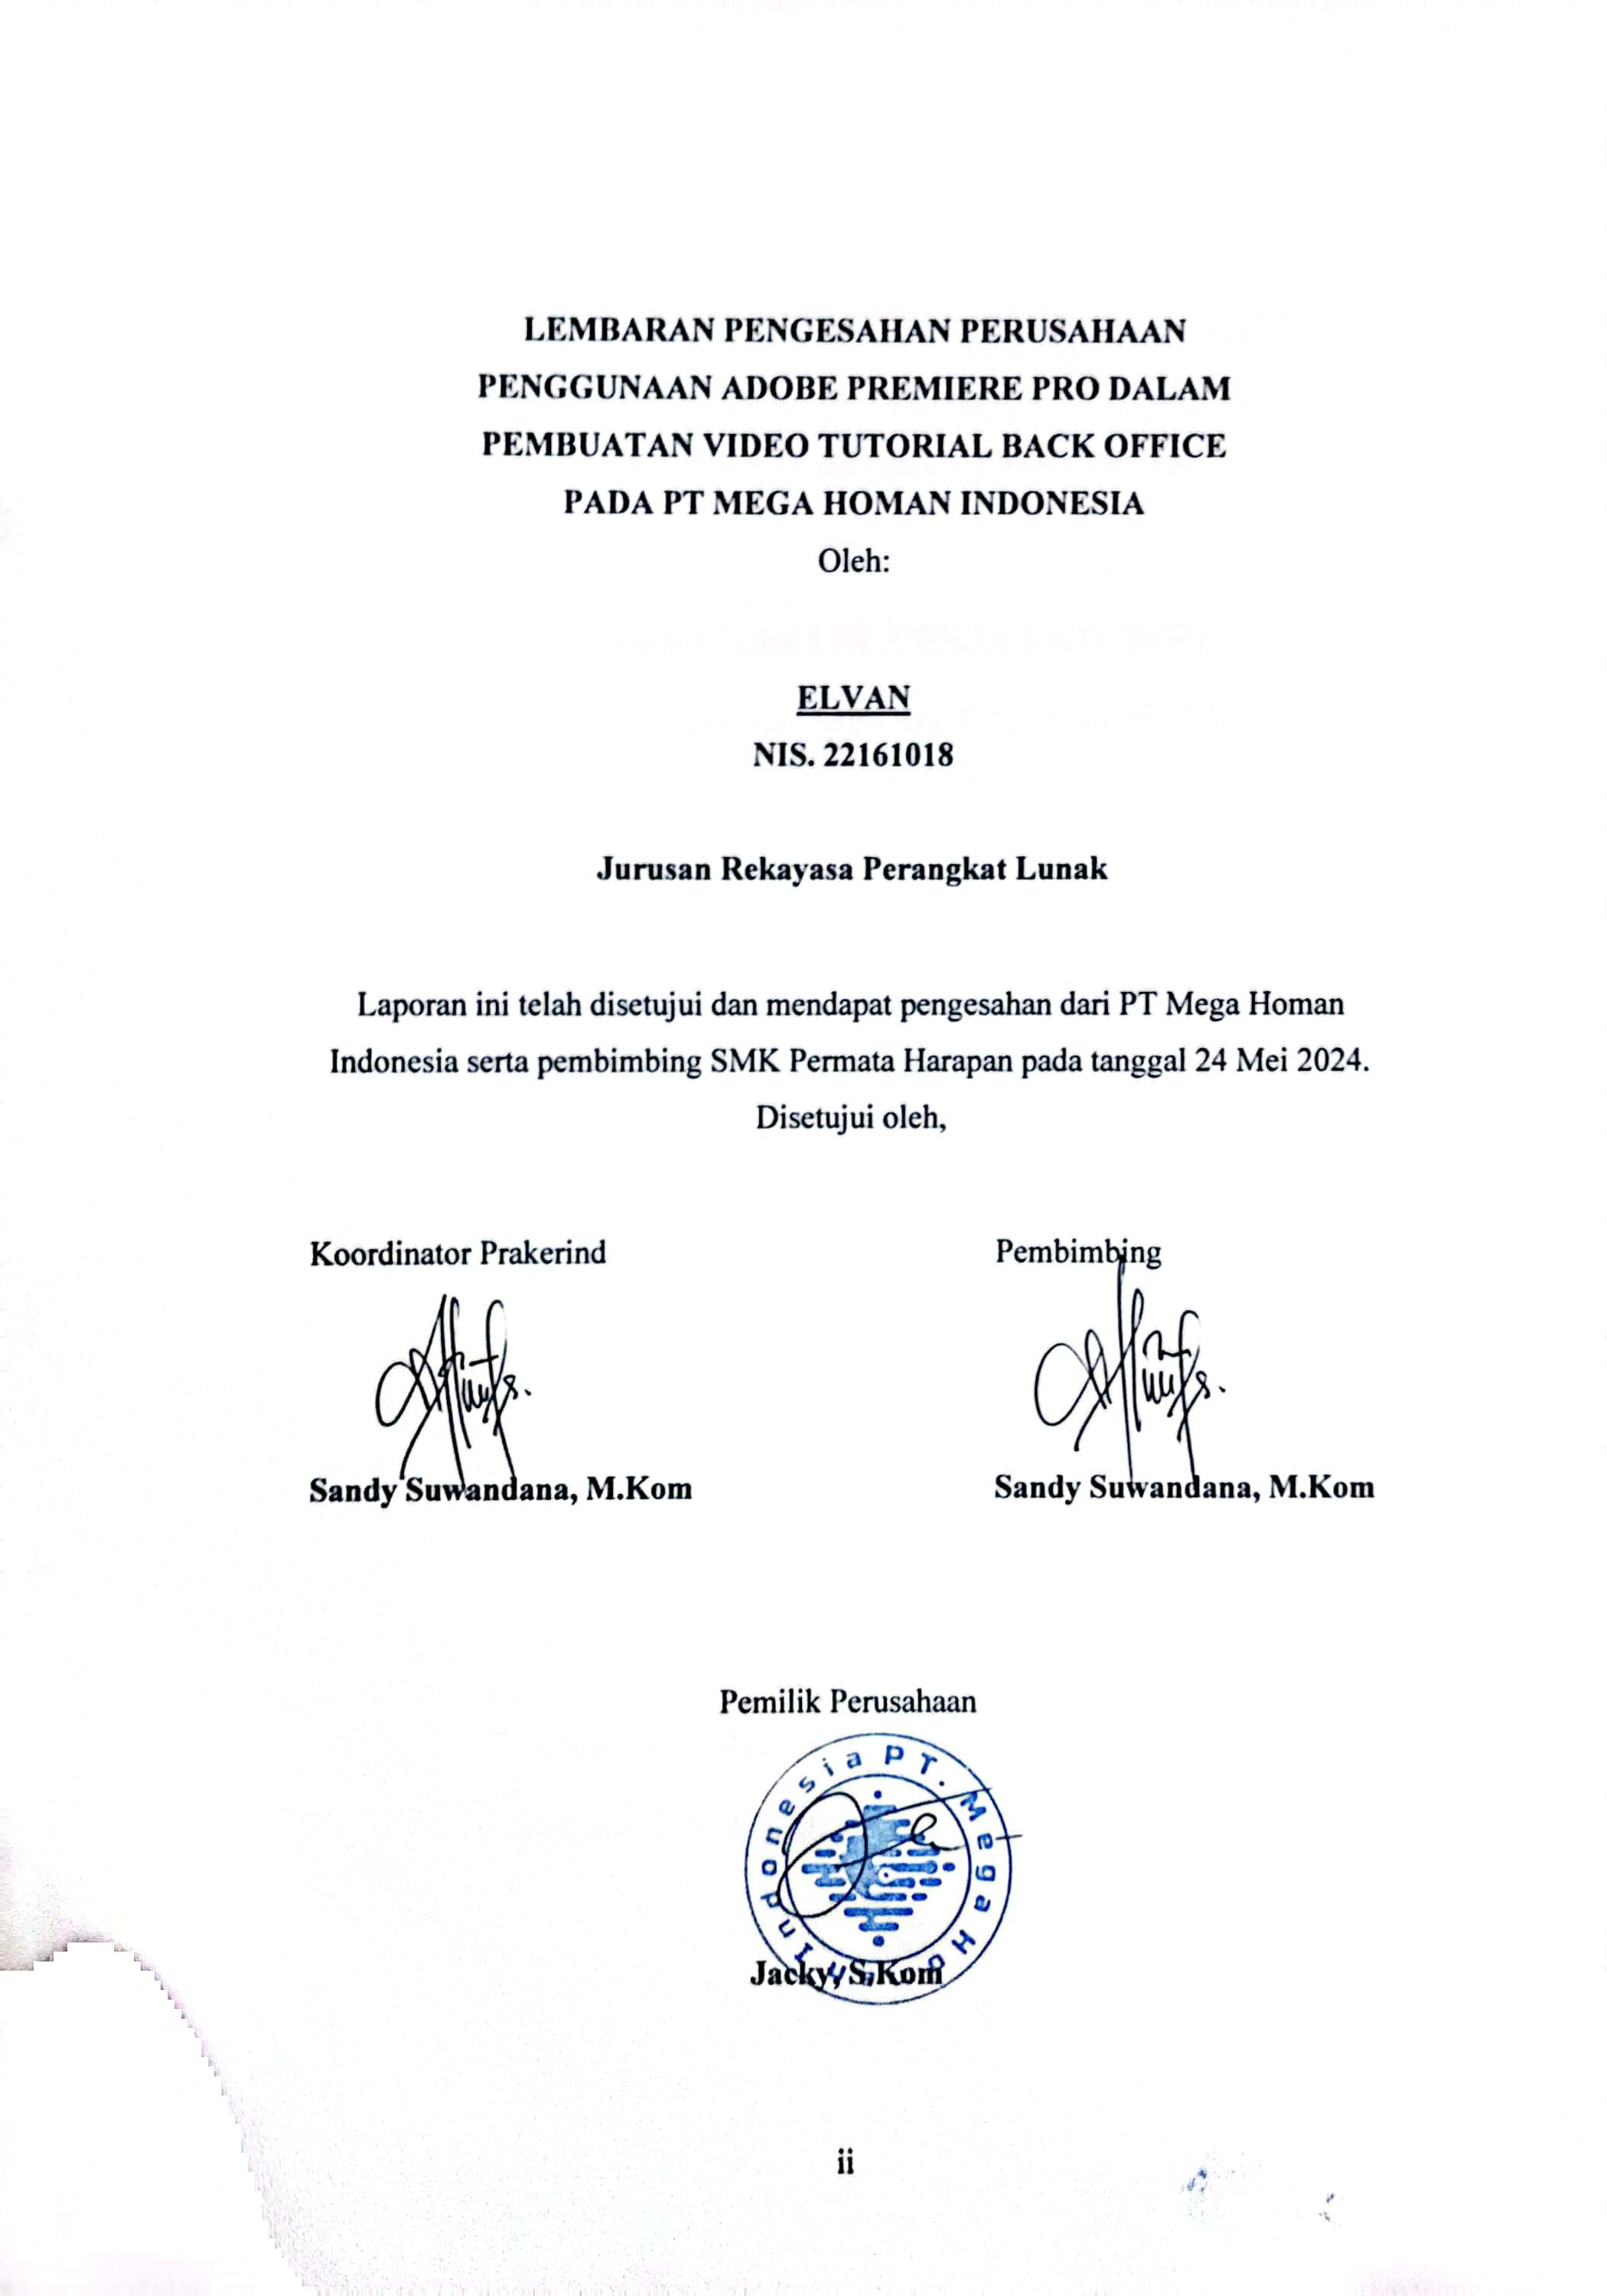 LEMBARAN PENGESAHAN PERUSAHAAN
PENGGUNAAN ADOBE PREMIERE PRO DALAM
PEMBUATAN VIDEO TUTORIAL BACK OFFICE
PADA PT MEGA HOMAN INDONESIA
Oleh:
ELVAN
NIS. 22161018
Jurusan Rekayasa Perangkat Lunak
Laporan ini telah disetujui dan mendapat pengesahan dari PT Mega Homan
Indonesia serta pembimbing SMK Permata Harapan pada tanggal 24 Mei 2024.
Disetujui oleh,
Koordinator Prakerind
Pembimbing
Sandy Suwandana, M.Kom
Sandy Suwandana, M.Kom
Pemilik Perusahaan
PT. Mega
Indonesia
Jacky, S.Kom
ii